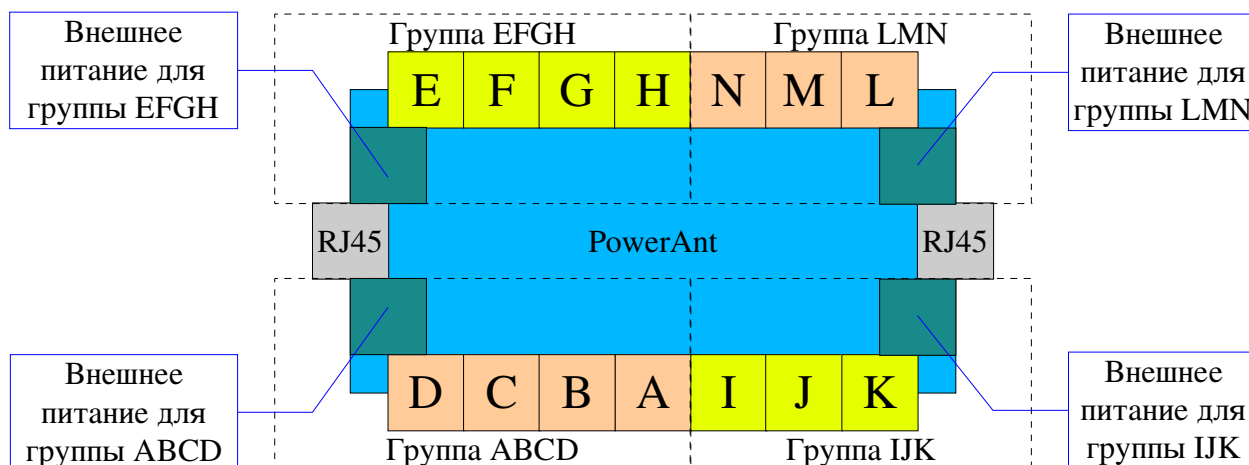 Внешнее
питание для
группы EFGH
Группа EFGH
Группа LMN
Внешнее
питание для
группы LMN
E F G H N M L
RJ45
PowerAnt
RJ45
Внешнее
питание для
группы ABCD
D C B A I J K
Группа ABCD
Группа IJK
Внешнее
питание для
группы IJK